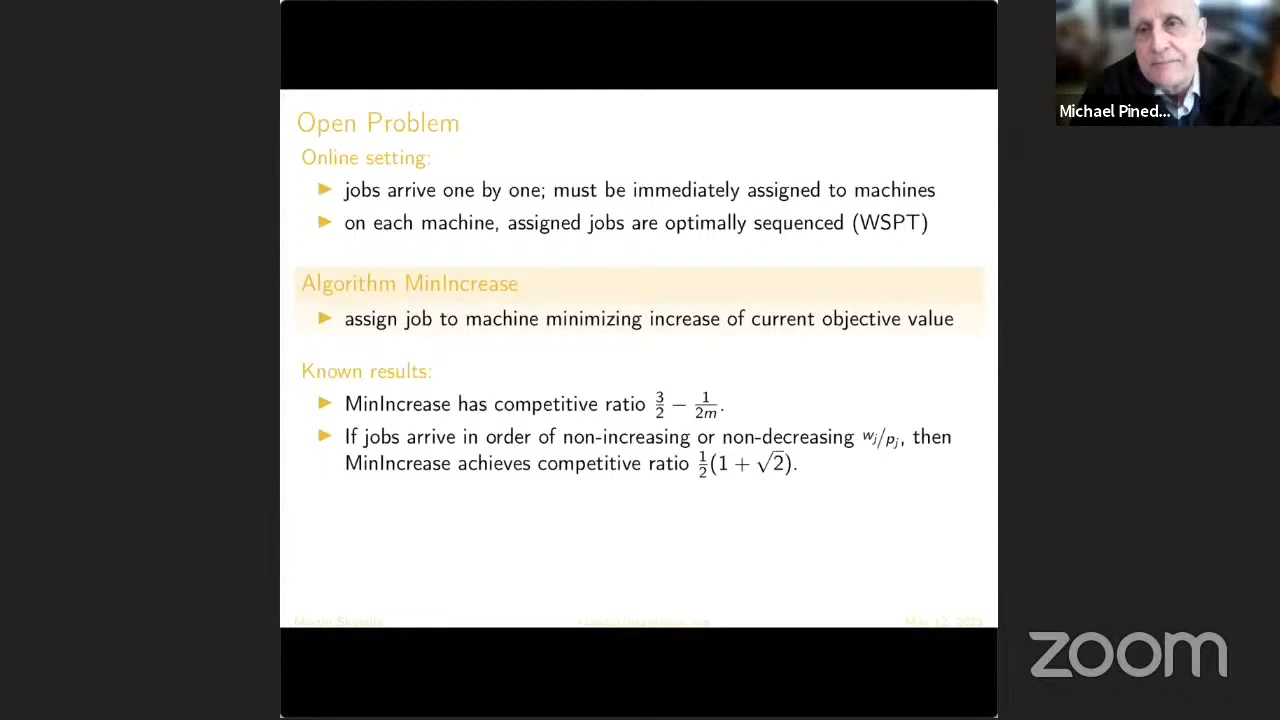 Open Problem
Online setting:
▶ jobs arrive one by one; must be immediately assigned to machines
▶ on each machine, assigned jobs are optimally sequenced (WSPT)
Algorithm MinIncrease
▶ assign job to machine minimizing increase of current objective value
Known results:
▶ MinIncrease has competitive ratio 3/2 − 1/2m.
▶ If jobs arrive in order of non-increasing or non-decreasing wj/pj, then
MinIncrease achieves competitive ratio 1/2(1 + √2).
Michael Pined...
May 12, 2021
zoom